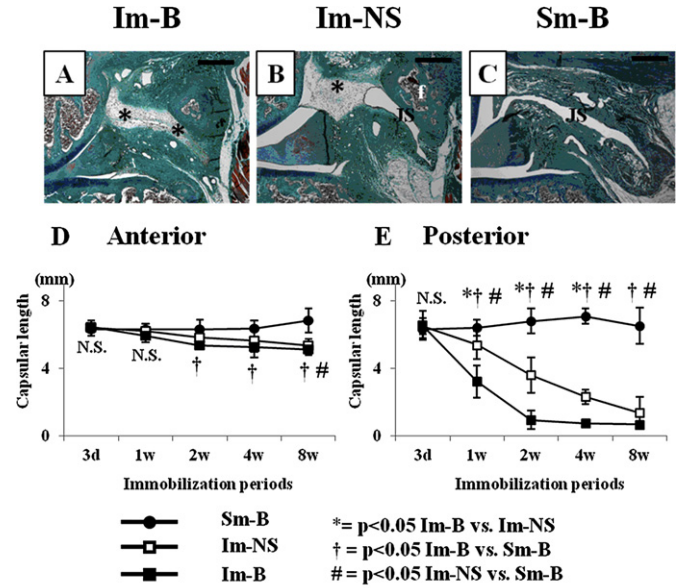 Im-B Im-NS Sm-B
A B C
* * * f JS JS
D Anterior E Posterior
(mm) (mm)
Capsular length
8
0
N.S. N.S. † † † #
3d 1w 2w 4w 8w
Immobilization periods
Capsular length
8
0
N.S. *† # *† # *† # † #
3d 1w 2w 4w 8w
Immobilization periods
Sm-B
Im-NS
Im-B
*= p<0.05 Im-B vs. Im-NS
† = p<0.05 Im-B vs. Sm-B
#= p<0.05 Im-NS vs. Sm-B